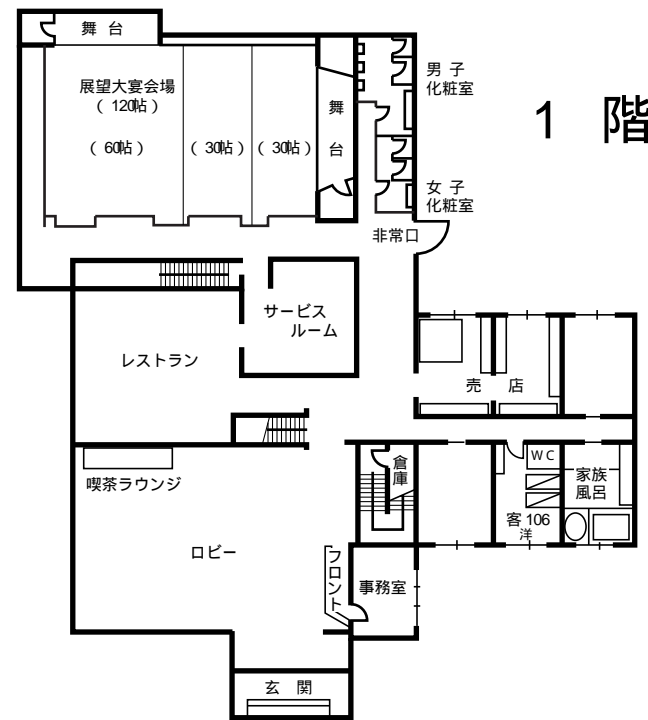 舞 台
展望大宴会場
（ 120帖 ）
（ 60帖 ）
（ 30帖 ）
（ 30帖 ）
舞
台
男 子
化粧室
1 階
女 子
化粧室
非常口
サービス
ルーム
レストラン
売 店
喫茶ラウンジ
倉
庫
WC
家族
風呂
客 106
洋
ロビー
フロント
事務室
玄 関